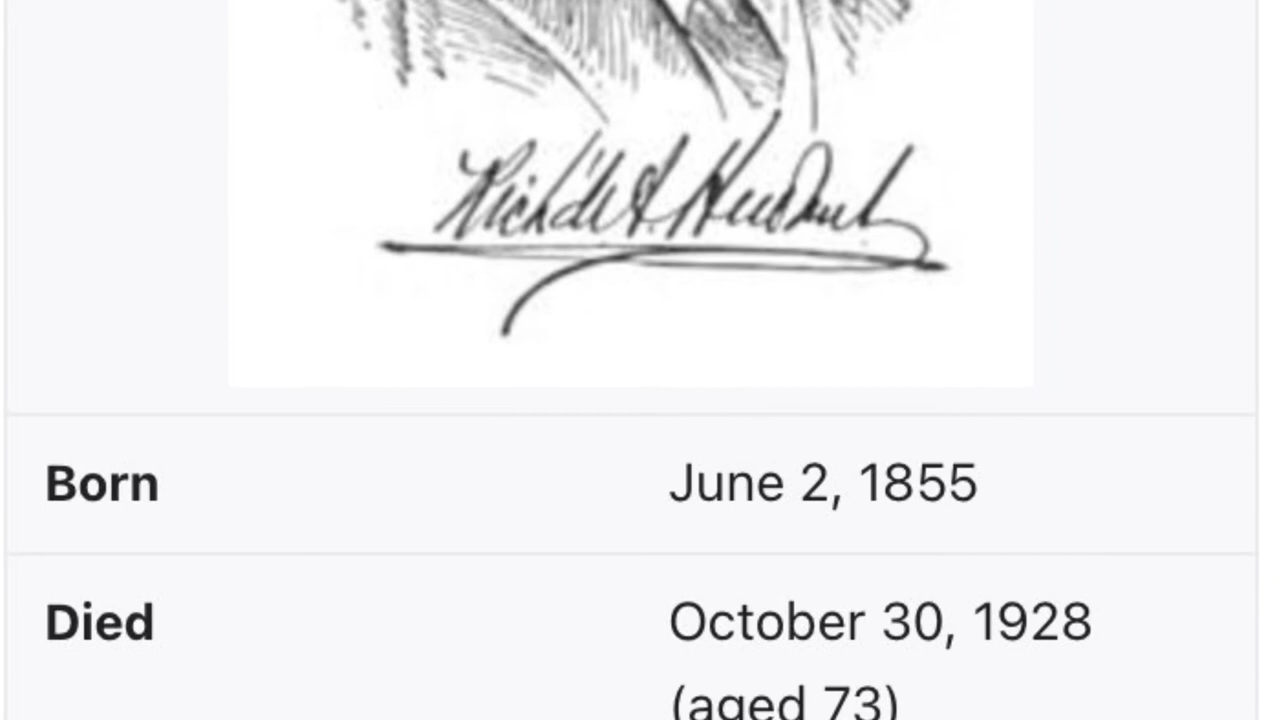 Born June 2, 1855
Died October 30, 1928
(aged 73)